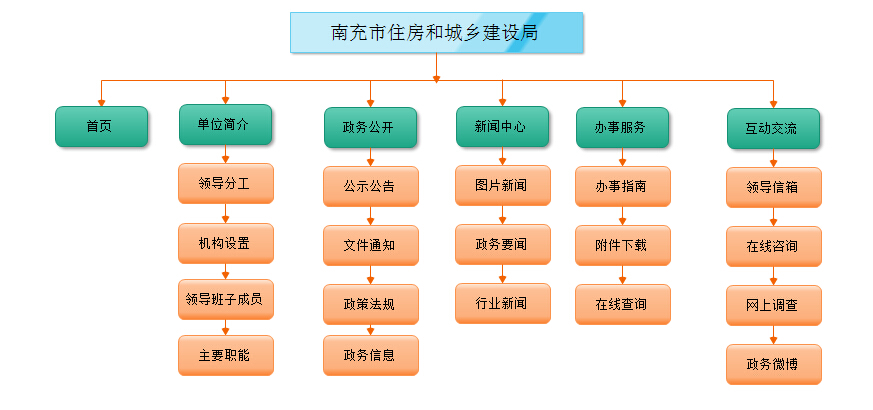 南充市住房和城乡建设局
首页
单位简介
政务公开
新闻中心
办事服务
互动交流
领导分工
公示公告
图片新闻
办事指南
领导信箱
机构设置
文件通知
政务要闻
附件下载
在线咨询
领导班子成员
政策法规
行业新闻
在线查询
网上调查
主要职能
政务信息
政务微博